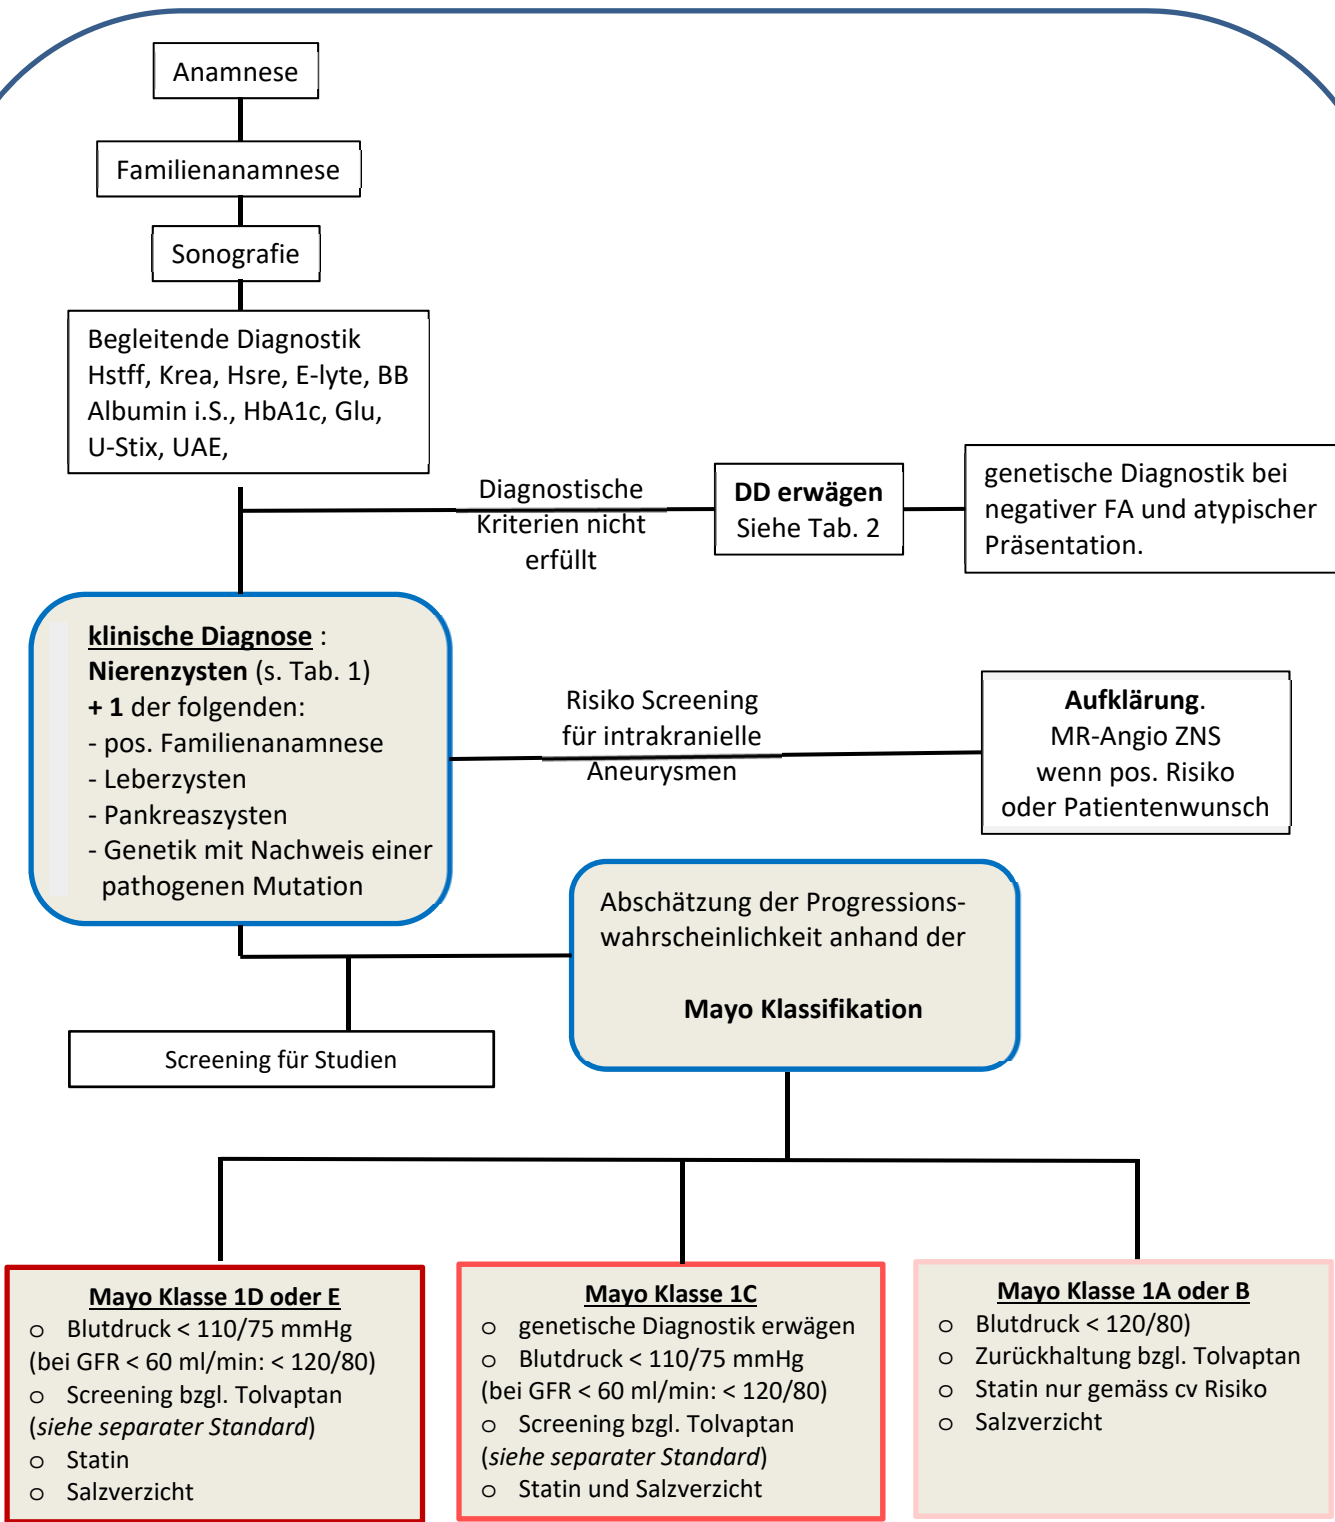 Anamnese
Familienanamnese
Sonografie
Begleitende Diagnostik
Hstff, Krea, Hsre, E-lyte, BB
Albumin i.S., HbA1c, Glu,
U-Stix, UAE,
Diagnostische
Kriterien nicht
erfüllt
DD erwägen
Siehe Tab. 2
genetische Diagnostik bei
negativer FA und atypischer
Präsentation.
klinische Diagnose :
Nierenzysten (s. Tab. 1)
+ 1 der folgenden:
- pos. Familienanamnese
- Leberzysten
- Pankreaszysten
- Genetik mit Nachweis einer
pathogenen Mutation
Risiko Screening
für intrakranielle
Aneurysmen
Aufklärung.
MR-Angio ZNS
wenn pos. Risiko
oder Patientenwunsch
Abschätzung der Progressions-
wahrscheinlichkeit anhand der
Mayo Klassifikation
Screening für Studien
Mayo Klasse 1D oder E
o Blutdruck < 110/75 mmHg
(bei GFR < 60 ml/min: < 120/80)
o Screening bzgl. Tolvaptan
(siehe separater Standard)
o Statin
o Salzverzicht
Mayo Klasse 1C
o genetische Diagnostik erwägen
o Blutdruck < 110/75 mmHg
(bei GFR < 60 ml/min: < 120/80)
o Screening bzgl. Tolvaptan
(siehe separater Standard)
o Statin und Salzverzicht
Mayo Klasse 1A oder B
o Blutdruck < 120/80)
o Zurückhaltung bzgl. Tolvaptan
o Statin nur gemäss cv Risiko
o Salzverzicht